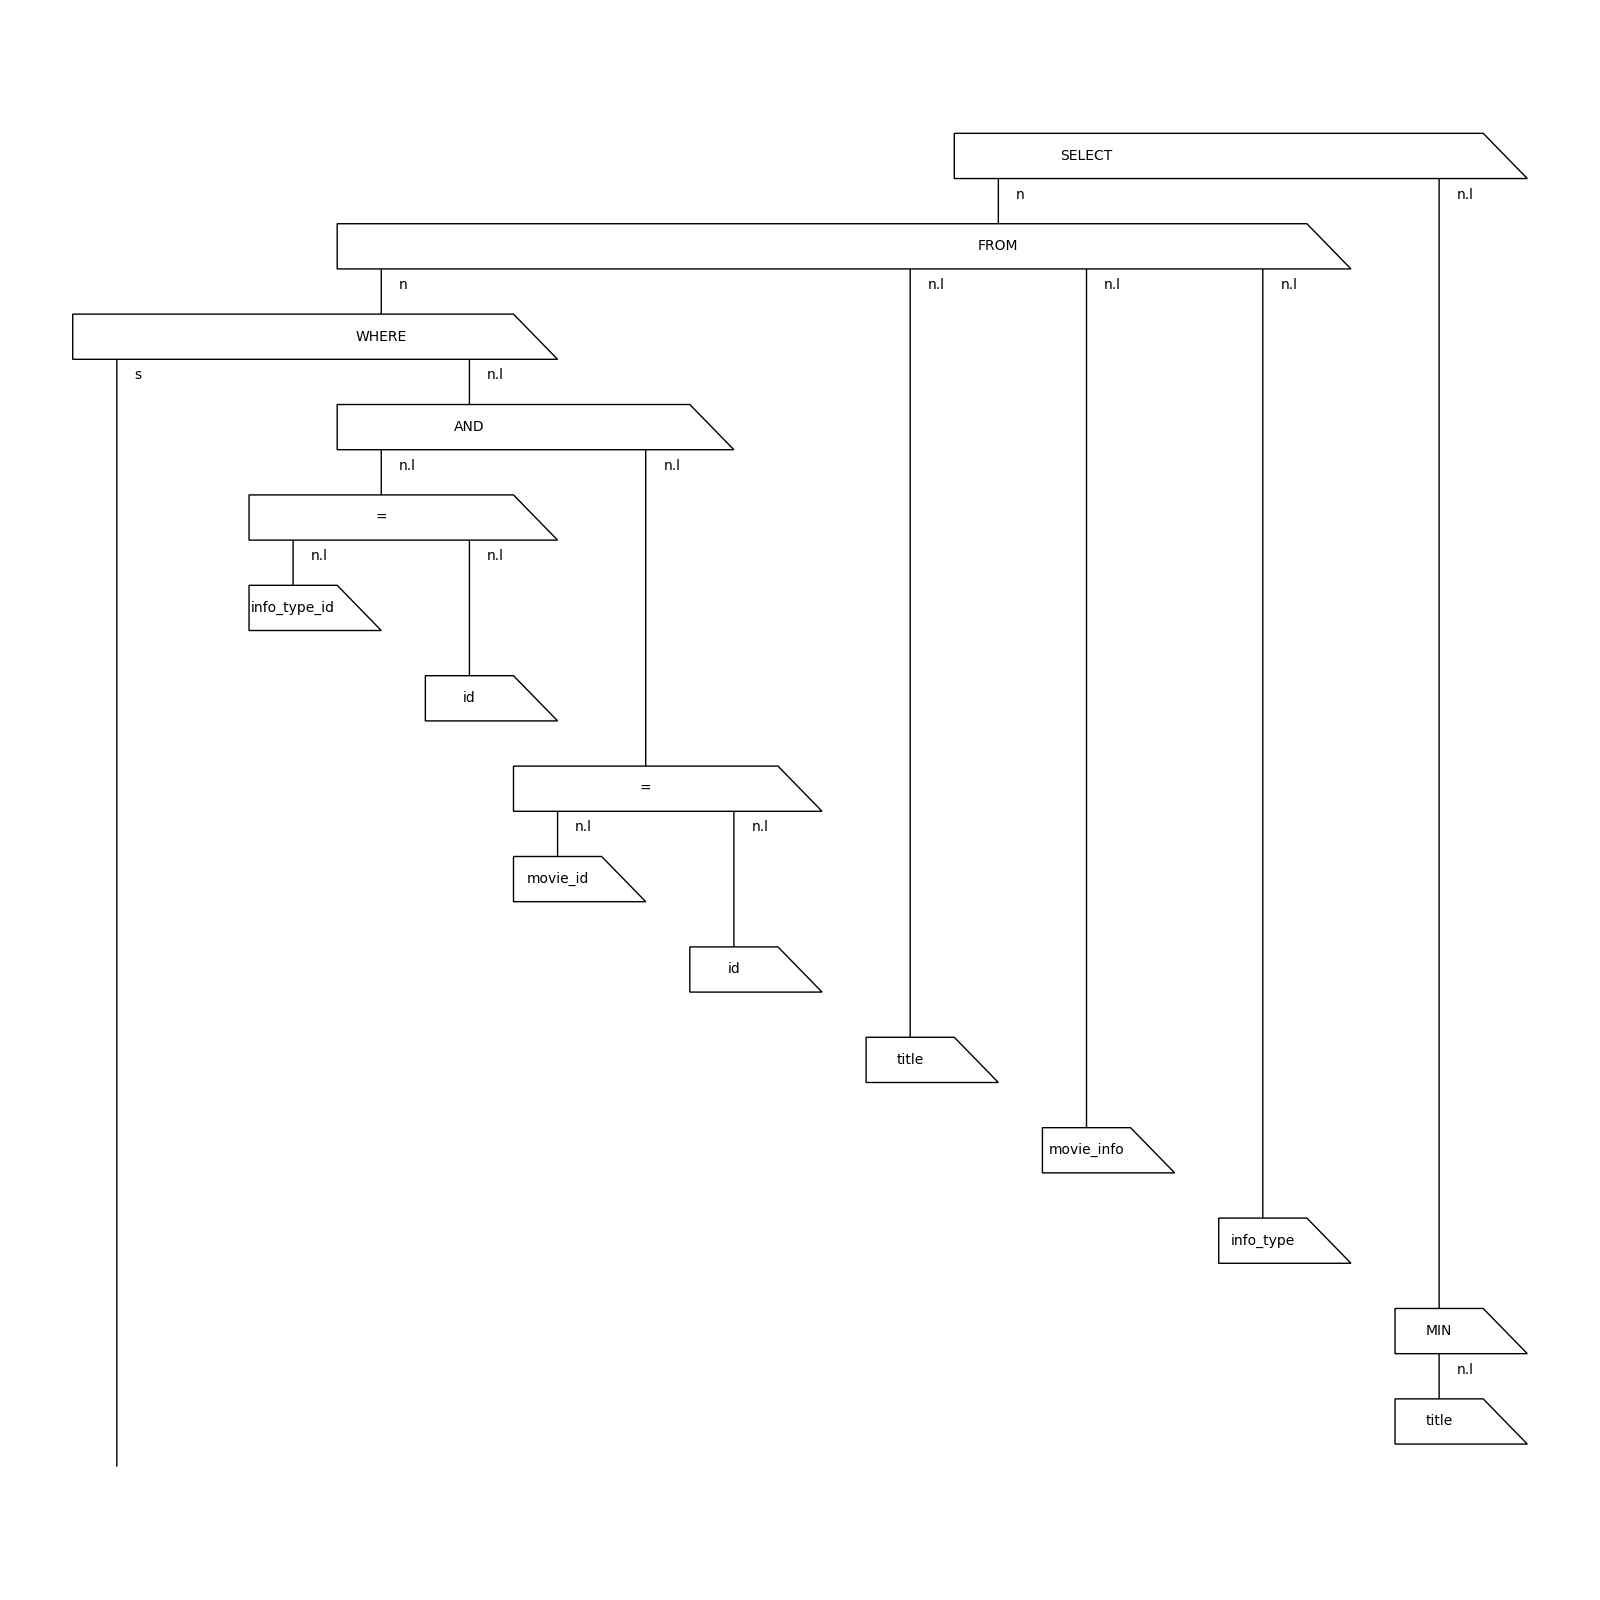 SELECT
n n.l
FROM
n n.l n.l n.l
WHERE
s n.l
AND
n.l n.l
=
n.l n.l
info_type_id
id
=
n.l n.l
movie_id
id
title
movie_info
info_type
MIN
n.l
title